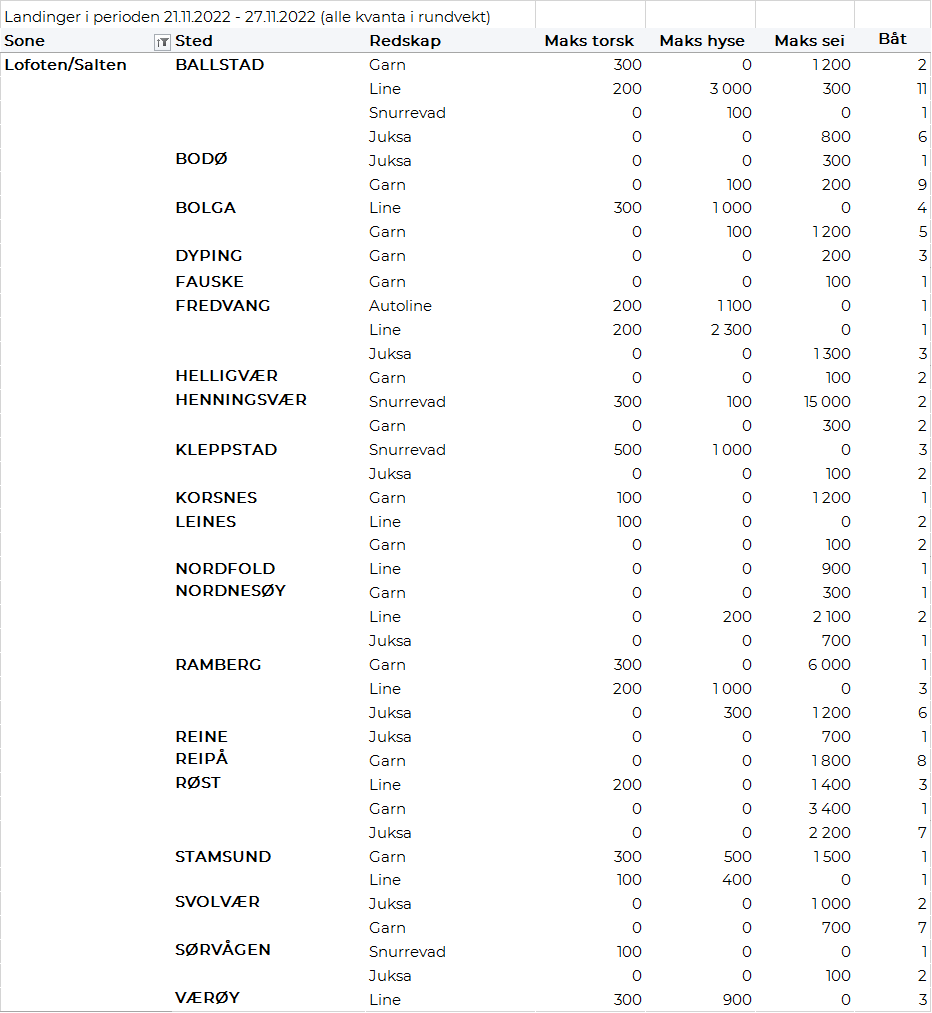 Landinger i perioden 21.11.2022 - 27.11.2022 (alle kvanta i rundvekt)
Sone Sted Redskap Maks torsk Maks hyse Maks sei Båt
Lofoten/Salten BALLSTAD Garn 300 0 1 200 2
Line 200 3 000 300 11
Snurrevad 0 100 0 1
Juksa 0 0 800 6
BODØ Juksa 0 0 300 1
Garn 0 100 200 9
BOLGA Line 300 1 000 0 4
Garn 0 100 1 200 5
DYPING Garn 0 0 200 3
FAUSKE Garn 0 0 100 1
FREDVANG Autoline 200 1 100 0 1
Line 200 2 300 0 1
Juksa 0 0 1 300 3
HELLIGVÆR Garn 0 0 100 2
HENNINGSVÆR Snurrevad 300 100 15 000 2
Garn 0 0 300 2
KLEPPSTAD Snurrevad 500 1 000 0 3
Juksa 0 0 100 2
KORSNES Garn 100 0 1 200 1
LEINES Line 100 0 0 2
Garn 0 0 100 2
NORDFOLD Line 0 0 900 1
NORDNESØY Garn 0 0 300 1
Line 0 200 2 100 2
Juksa 0 0 700 1
RAMBERG Garn 300 0 6 000 1
Line 200 1 000 0 3
Juksa 0 300 1 200 6
REINE Juksa 0 0 700 1
REIPÅ Garn 0 0 1 800 8
RØST Line 200 0 1 400 3
Garn 0 0 3 400 1
Juksa 0 0 2 200 7
STAMSUND Garn 300 500 1 500 1
Line 100 400 0 1
SVOLVÆR Juksa 0 0 1 000 2
Garn 0 0 700 7
SØRVÅGEN Snurrevad 100 0 0 1
Juksa 0 0 100 2
VÆRØY Line 300 900 0 3